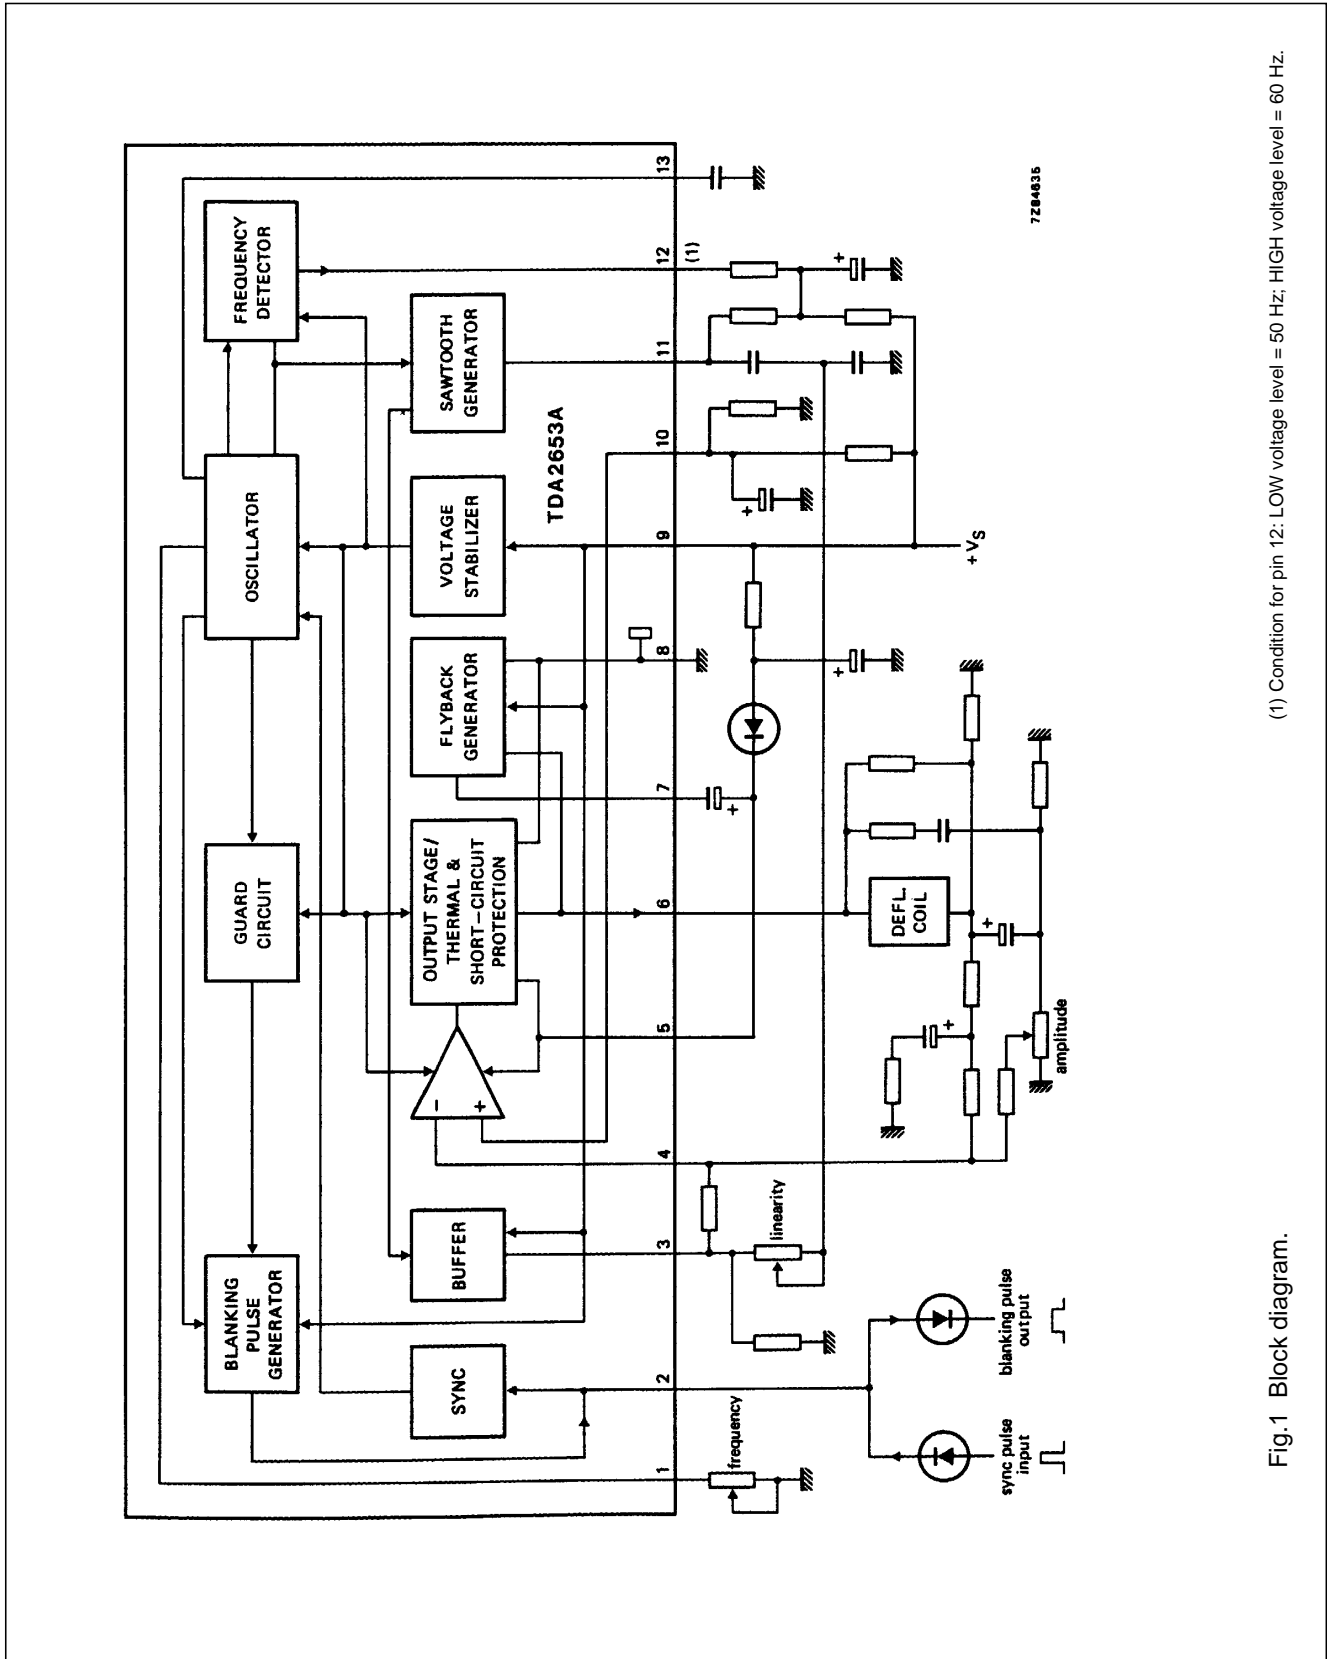 BLANKING
PULSE
GENERATOR
GUARD
CIRCUIT
OSCILLATOR
FREQUENCY
DETECTOR
SYNC
BUFFER
-
+
OUTPUT STAGE/
THERMAL &
SHORT-CIRCUIT
PROTECTION
FLYBACK
GENERATOR
VOLTAGE
STABILIZER
SAWTOOTH
GENERATOR
TDA2653A
1
2
3
4
5
6
7
8
9
10
11
12
13
(1)
frequency
linearity
+
+
+
+
+VS
DEFL.
COIL
+
+
amplitude
sync pulse
input
blanking pulse
output
7Z84635
(1) Condition for pin 12: LOW voltage level = 50 Hz; HIGH voltage level = 60 Hz.
Fig.1 Block diagram.